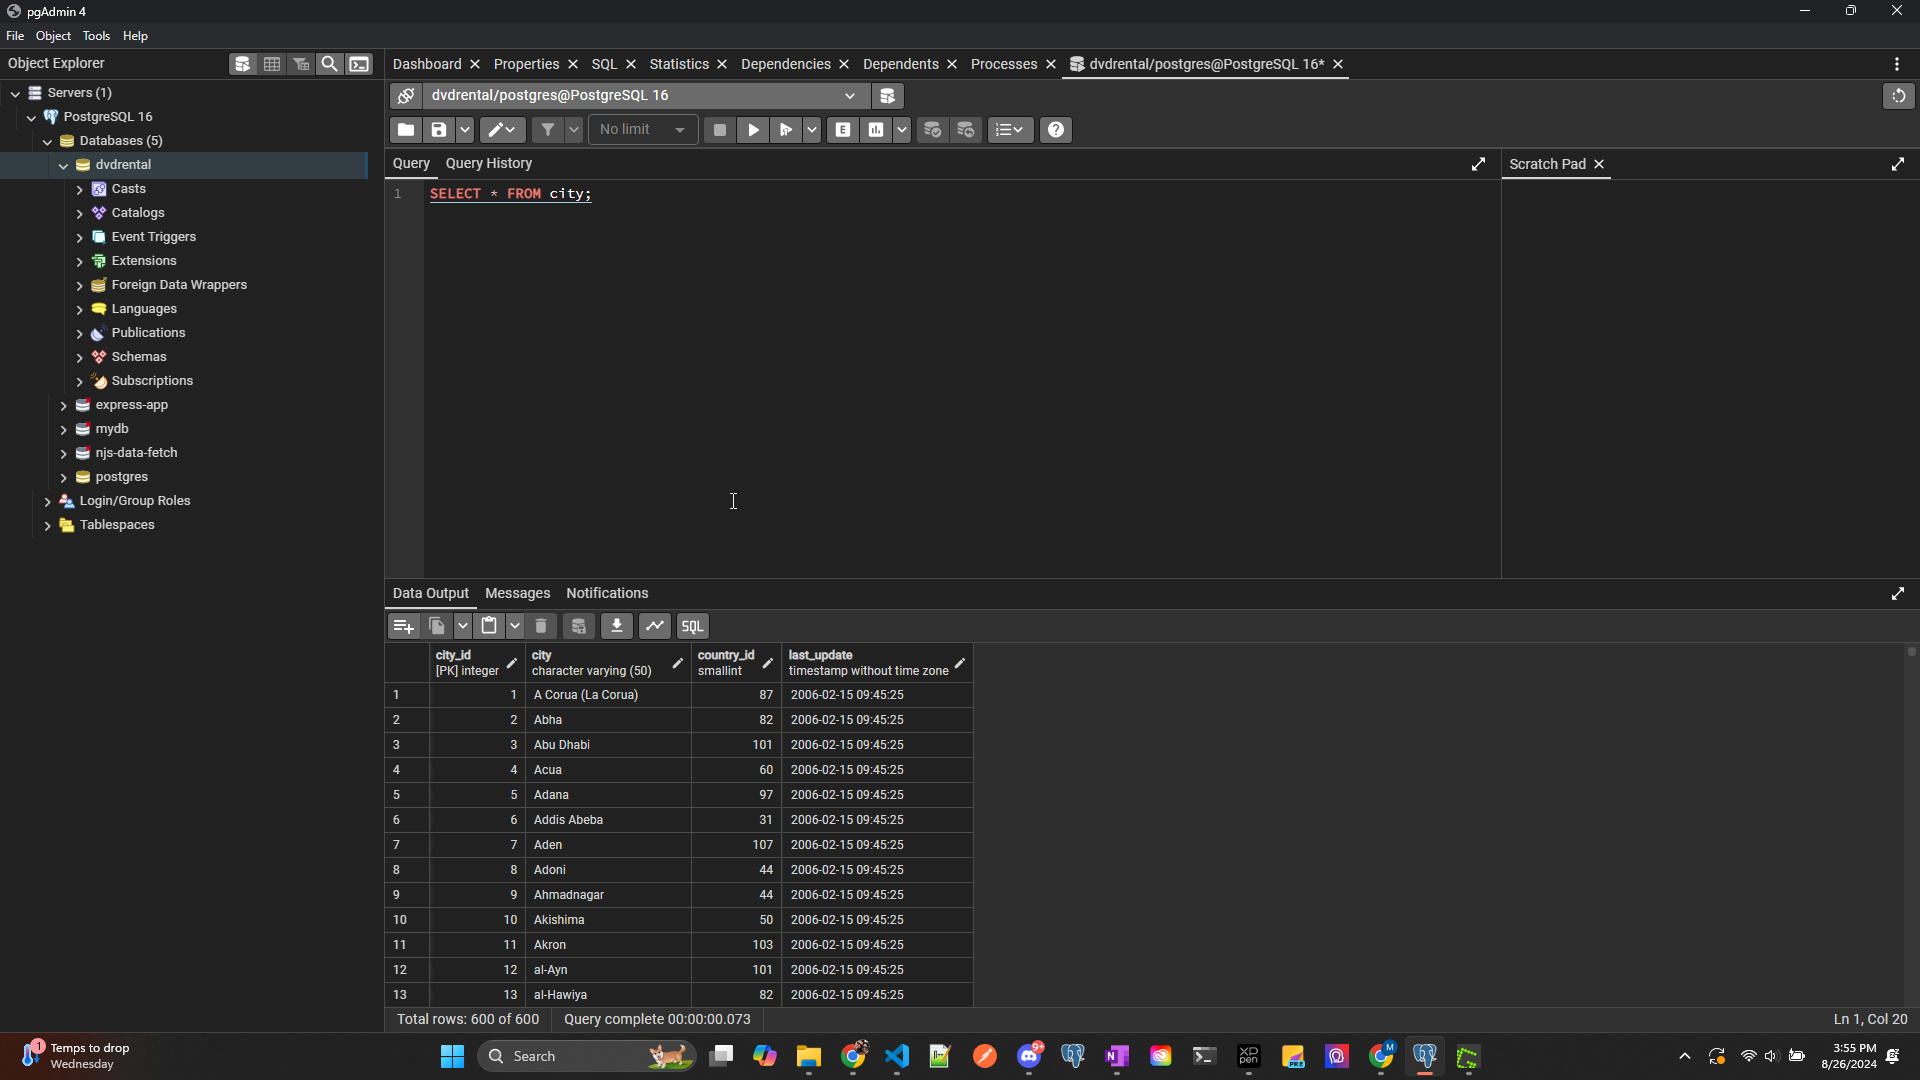 pgAdmin 4
File Object Tools Help
Object Explorer
Dashboard Properties SQL Statistics Dependencies Dependents Processes dvdrental/postgres@PostgreSQL 16*
Servers (1)
PostgreSQL 16
Databases (5)
dvdrental
Casts
Catalogs
Event Triggers
Extensions
Foreign Data Wrappers
Languages
Publications
Schemas
Subscriptions
express-app
mydb
njs-data-fetch
postgres
Login/Group Roles
Tablespaces
dvdrental/postgres@PostgreSQL 16
No limit
E
Query Query History
Scratch Pad
1 SELECT * FROM city;
Data Output Messages Notifications
SQL
city_id city country_id last_update
[PK] integer character varying (50) smallint timestamp without time zone
1 1 A Corua (La Corua) 87 2006-02-15 09:45:25
2 2 Abha 82 2006-02-15 09:45:25
3 3 Abu Dhabi 101 2006-02-15 09:45:25
4 4 Acua 60 2006-02-15 09:45:25
5 5 Adana 97 2006-02-15 09:45:25
6 6 Addis Abeba 31 2006-02-15 09:45:25
7 7 Aden 107 2006-02-15 09:45:25
8 8 Adoni 44 2006-02-15 09:45:25
9 9 Ahmadnagar 44 2006-02-15 09:45:25
10 10 Akishima 50 2006-02-15 09:45:25
11 11 Akron 103 2006-02-15 09:45:25
12 12 al-Ayn 101 2006-02-15 09:45:25
13 13 al-Hawiya 82 2006-02-15 09:45:25
Total rows: 600 of 600 Query complete 00:00:00.073 Ln 1, Col 20
1 Temps to drop
Wednesday
Search
PRE
9+
N
XP
PEN
M
3:55 PM
8/26/2024